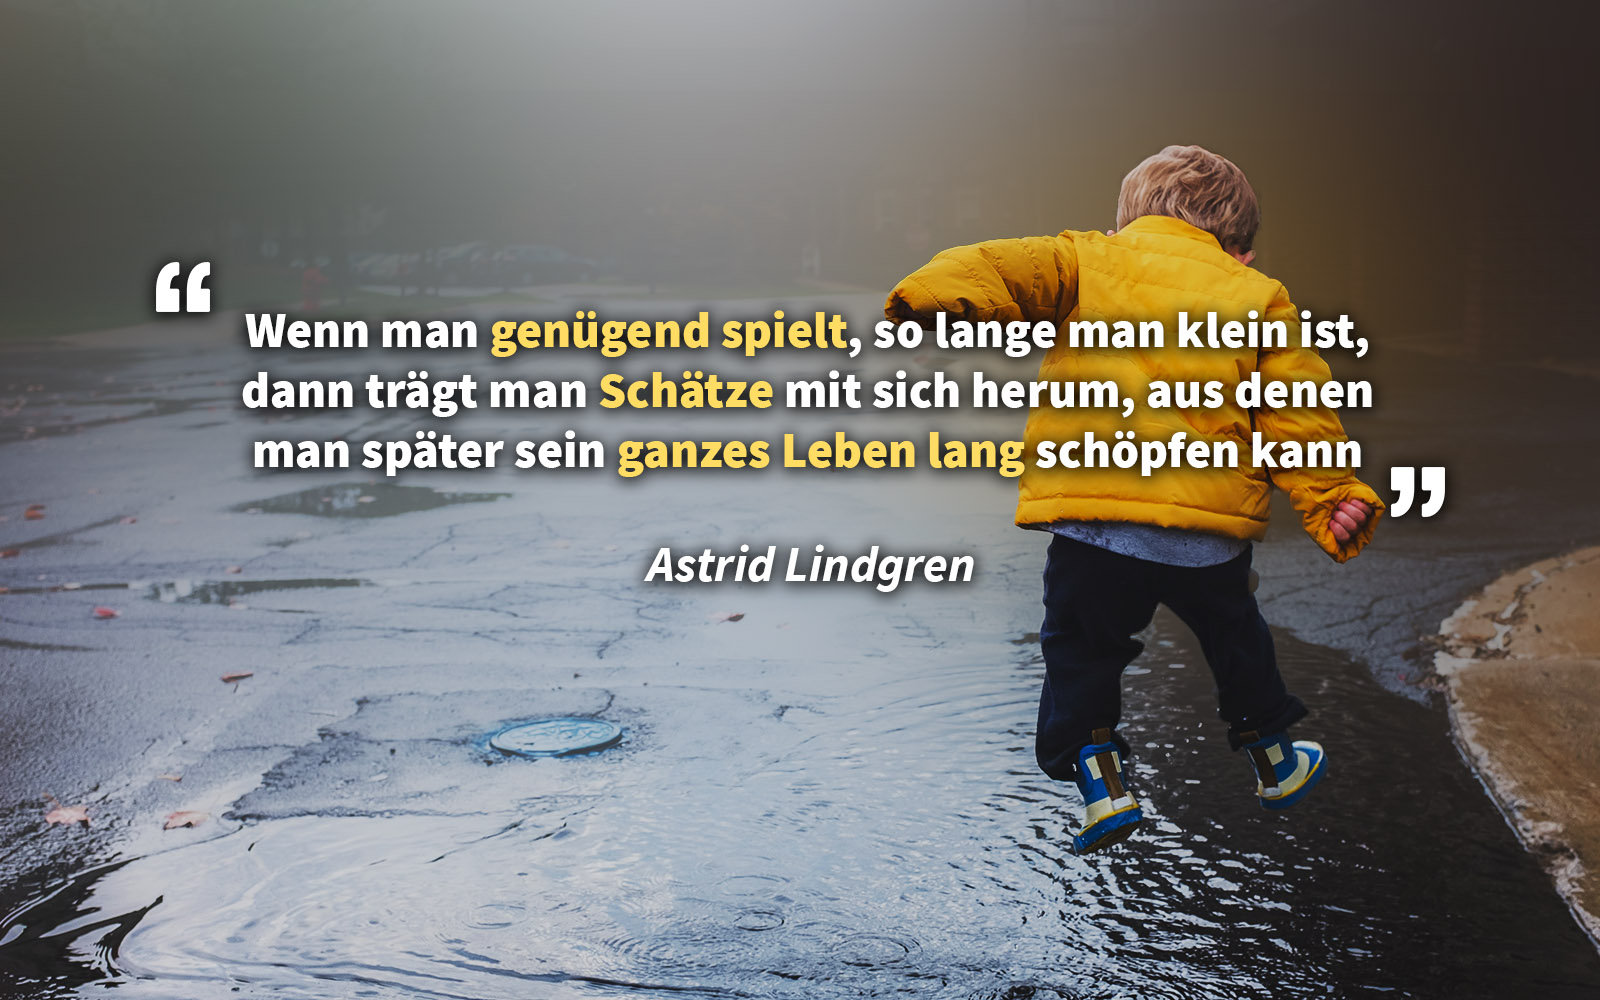 “
Wenn man genügend spielt, so lange man klein ist,
dann trägt man Schätze mit sich herum, aus denen
man später sein ganzes Leben lang schöpfen kann
”
Astrid Lindgren